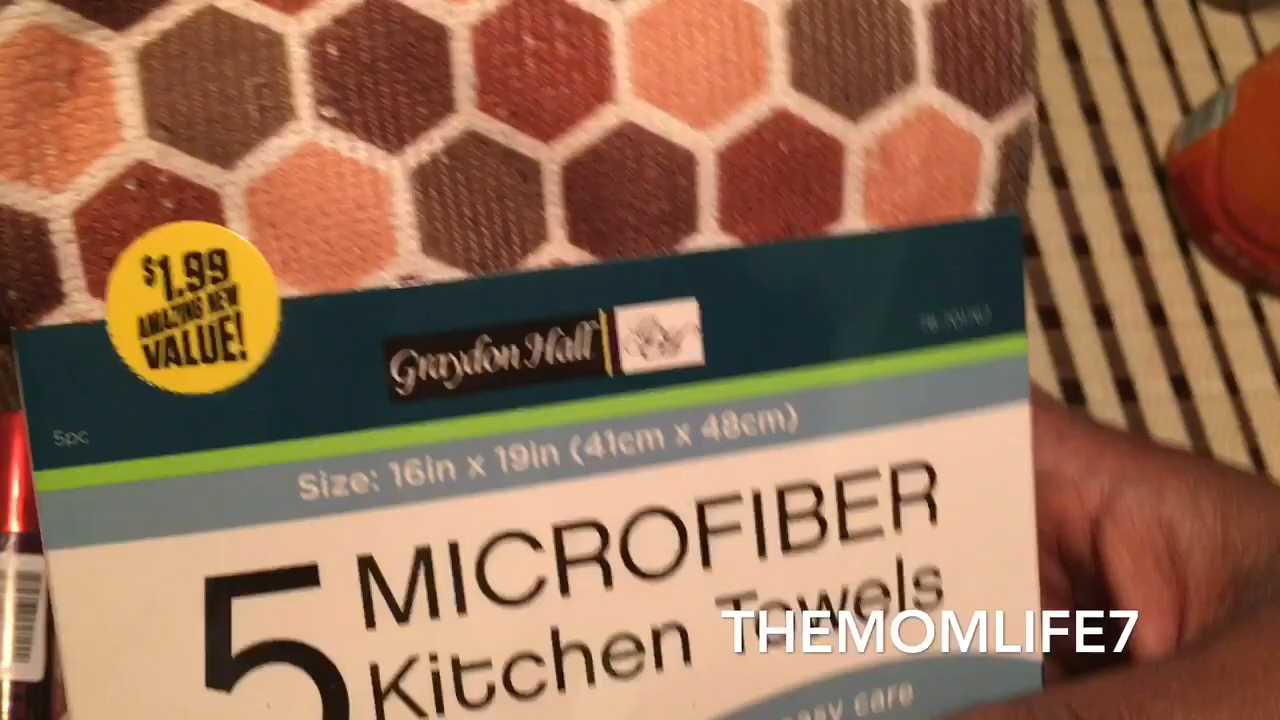 $1.99
AMAZING NEW
VALUE!
Graydon Hall
5pc
Size: 16in x 19in (41cm x 48cm)
5 MICROFIBER
Kitchen Towels
THEMOMLIFE7
easy care